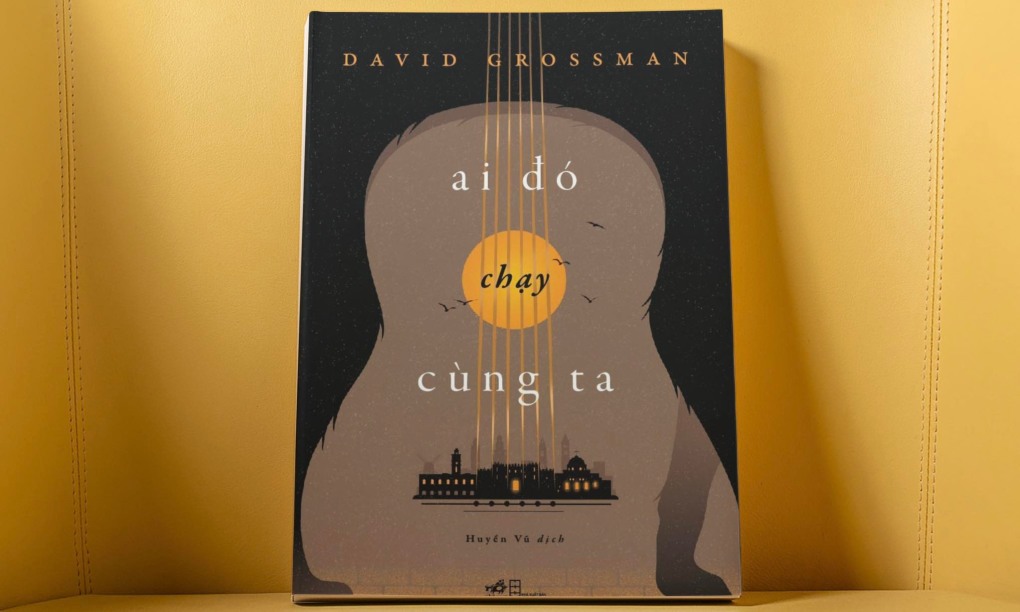 DAVID GROSSMAN
ai đó
chạy
cùng ta
Huyền Vũ dịch